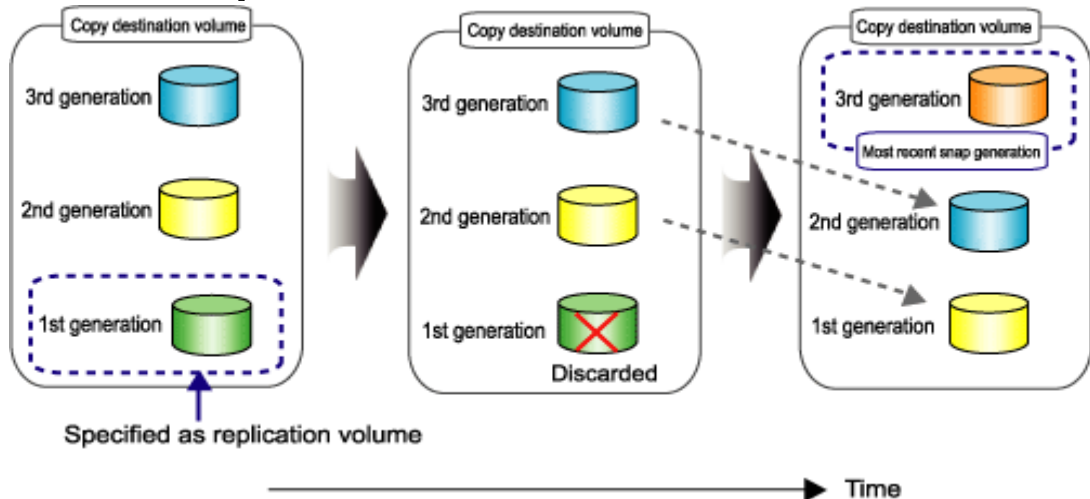 Copy destination volume
3rd generation
2nd generation
1st generation
Specified as replication volume
Copy destination volume
3rd generation
2nd generation
1st generation
Discarded
Copy destination volume
3rd generation
Most recent snap generation
2nd generation
1st generation
Time